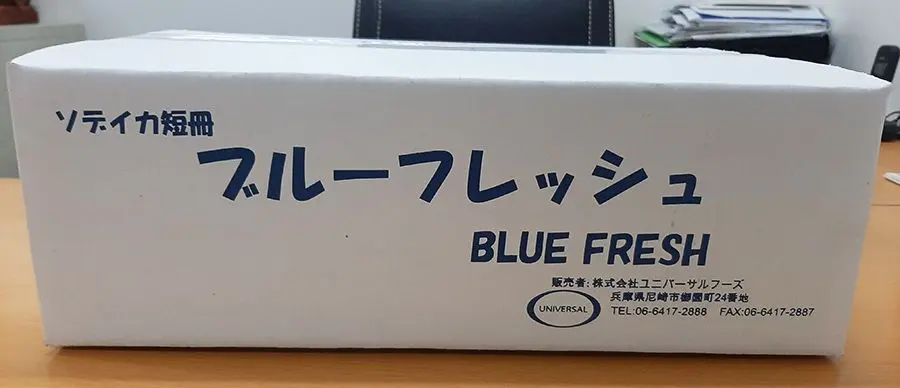 ソデイカ短冊
ブルーフレッシュ
BLUE FRESH
販売者：株式会社ユニバーサルフーズ
兵庫県尼崎市御園町24番地
UNIVERSAL
TEL:06-6417-2888 FAX:06-6417-2887